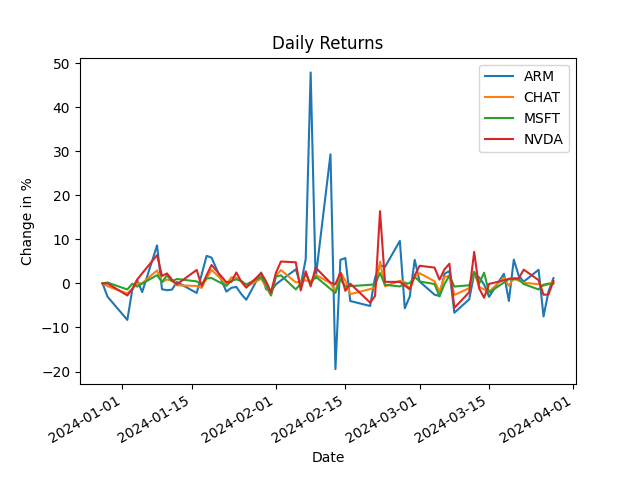 Daily Returns
ARM
CHAT
MSFT
NVDA
Change in %
50
40
30
20
10
0
−10
−20
2024-01-01
2024-01-15
2024-02-01
2024-02-15
2024-03-01
2024-03-15
2024-04-01
Date